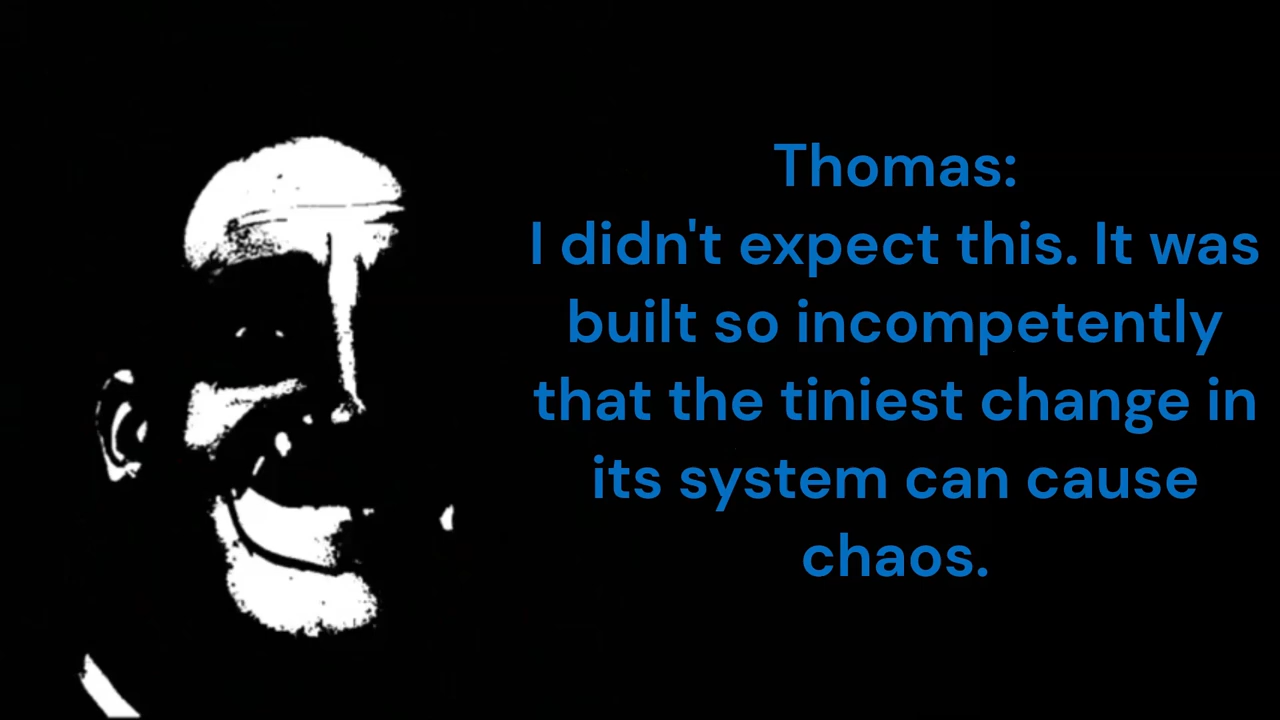 Thomas:
I didn't expect this. It was
built so incompetently
that the tiniest change in
its system can cause
chaos.